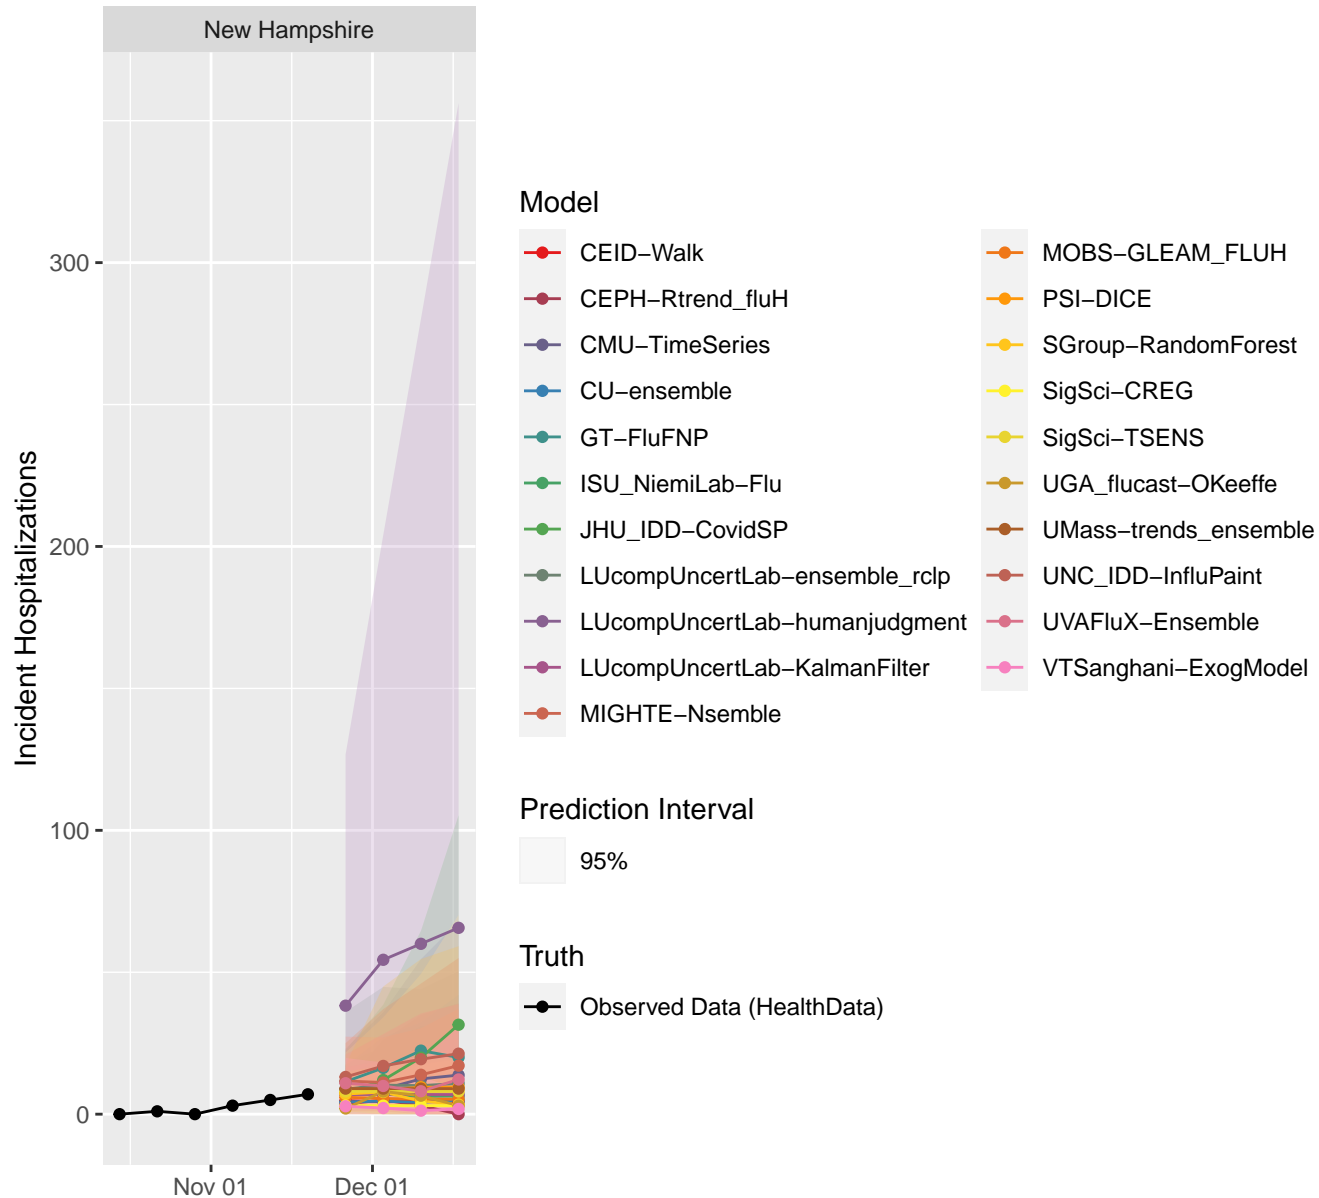 New Hampshire
Incident Hospitalizations
300
200
100
0
Nov 01
Dec 01
Model
CEID−Walk
CEPH−Rtrend_fluH
CMU−TimeSeries
CU−ensemble
GT−FluFNP
ISU_NiemiLab−Flu
JHU_IDD−CovidSP
LUcompUncertLab−ensemble_rclp
LUcompUncertLab−humanjudgment
LUcompUncertLab−KalmanFilter
MIGHTE−Nsemble
MOBS−GLEAM_FLUH
PSI−DICE
SGroup−RandomForest
SigSci−CREG
SigSci−TSENS
UGA_flucast−OKeeffe
UMass−trends_ensemble
UNC_IDD−InfluPaint
UVAFluX−Ensemble
VTSanghani−ExogModel
Prediction Interval
95%
Truth
Observed Data (HealthData)